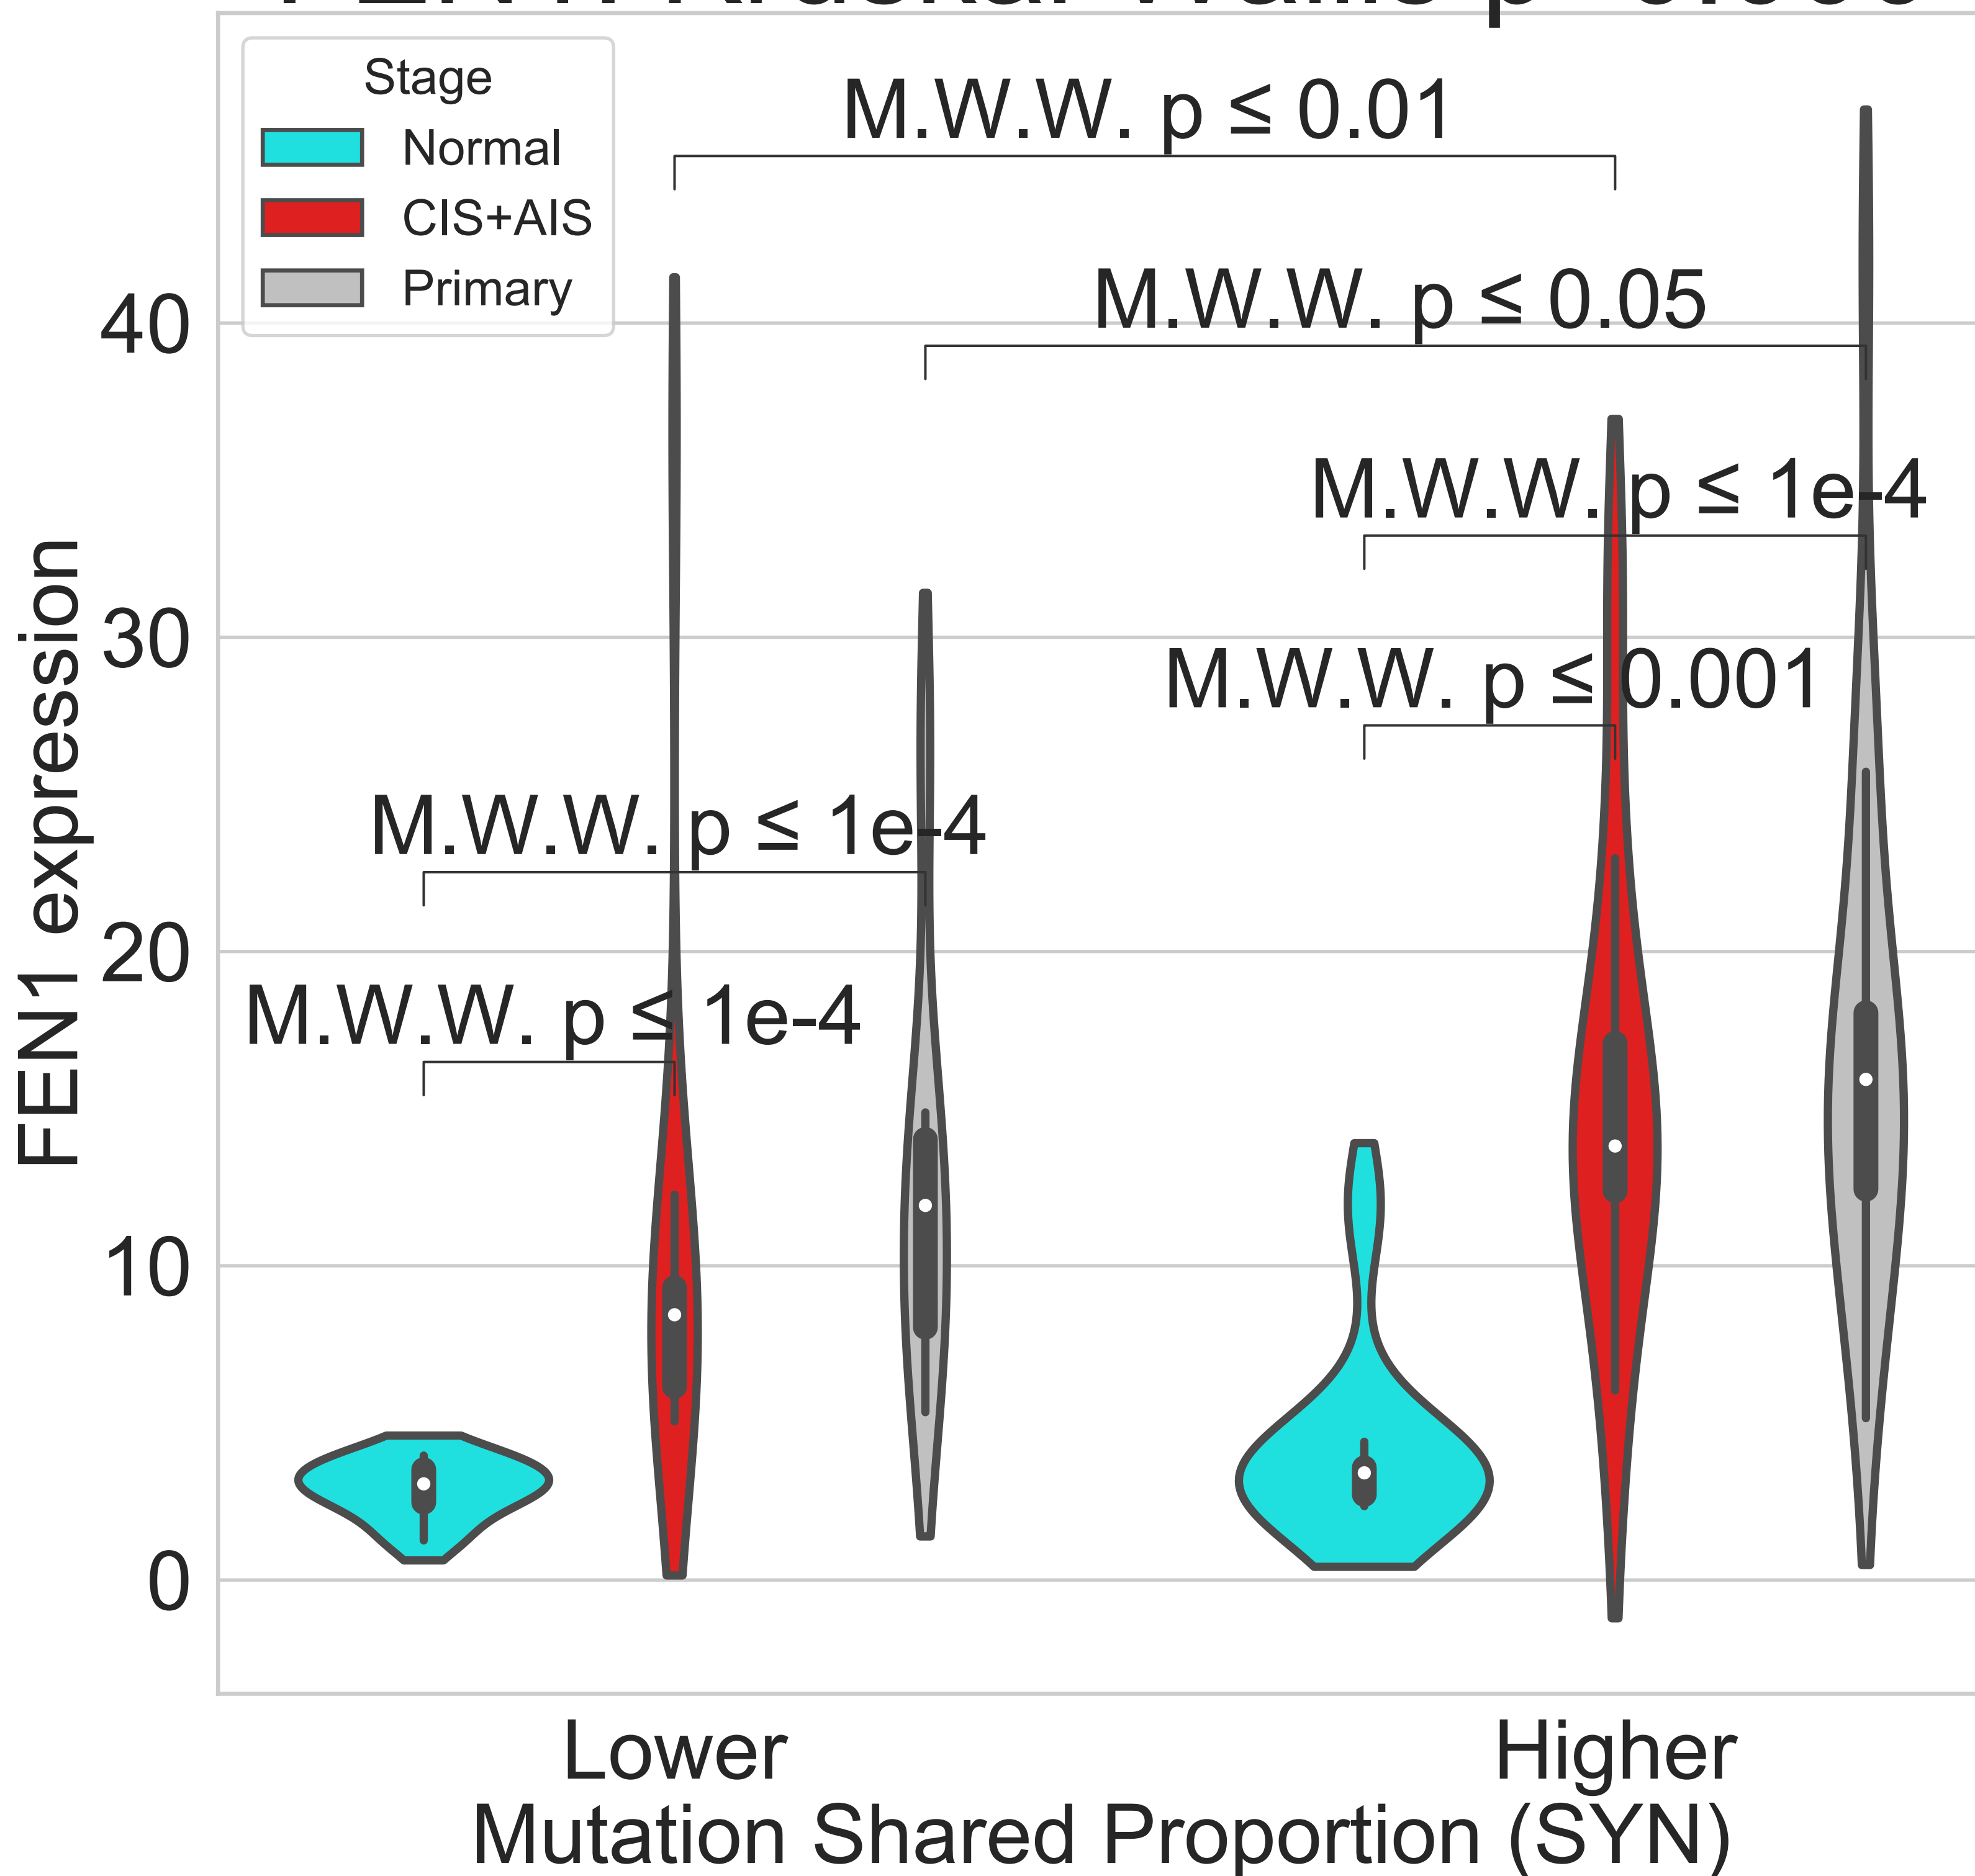 Stage
Normal
CIS+AIS
Primary
M.W.W. p ≤ 0.01
M.W.W. p ≤ 0.05
M.W.W. p ≤ 1e-4
M.W.W. p ≤ 0.001
M.W.W. p ≤ 1e-4
M.W.W. p ≤ 1e-4
40
30
20
10
0
FEN1 expression
Lower
Higher
Mutation Shared Proportion (SYN)